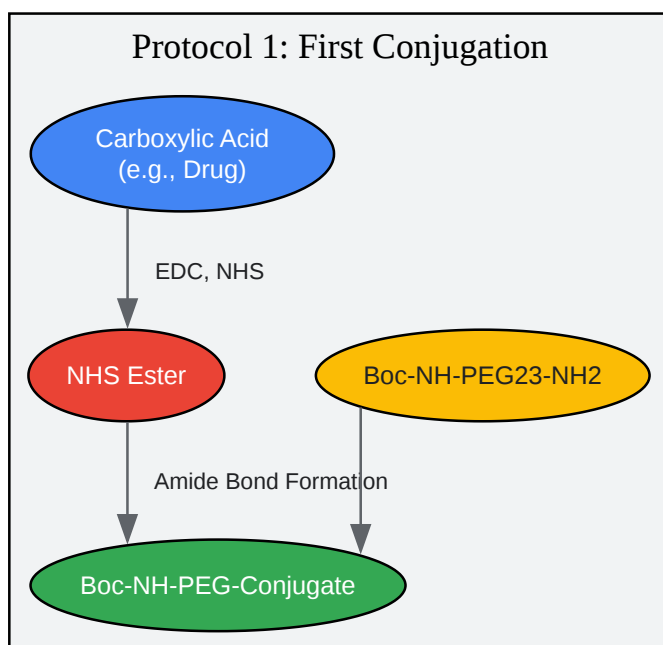 Protocol 1: First Conjugation
Carboxylic Acid
(e.g., Drug)
EDC, NHS
NHS Ester
Boc-NH-PEG23-NH2
Amide Bond Formation
Boc-NH-PEG-Conjugate